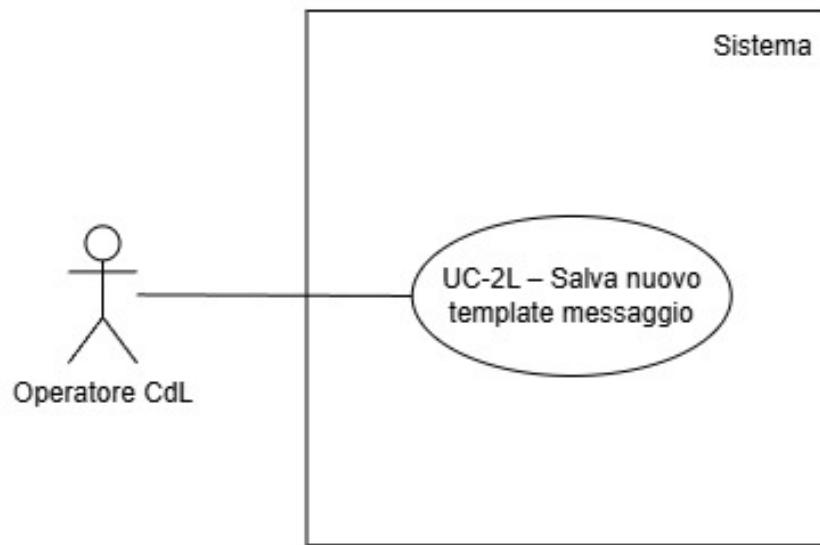 Sistema
UC-2L – Salva nuovo
template messaggio
Operatore CdL